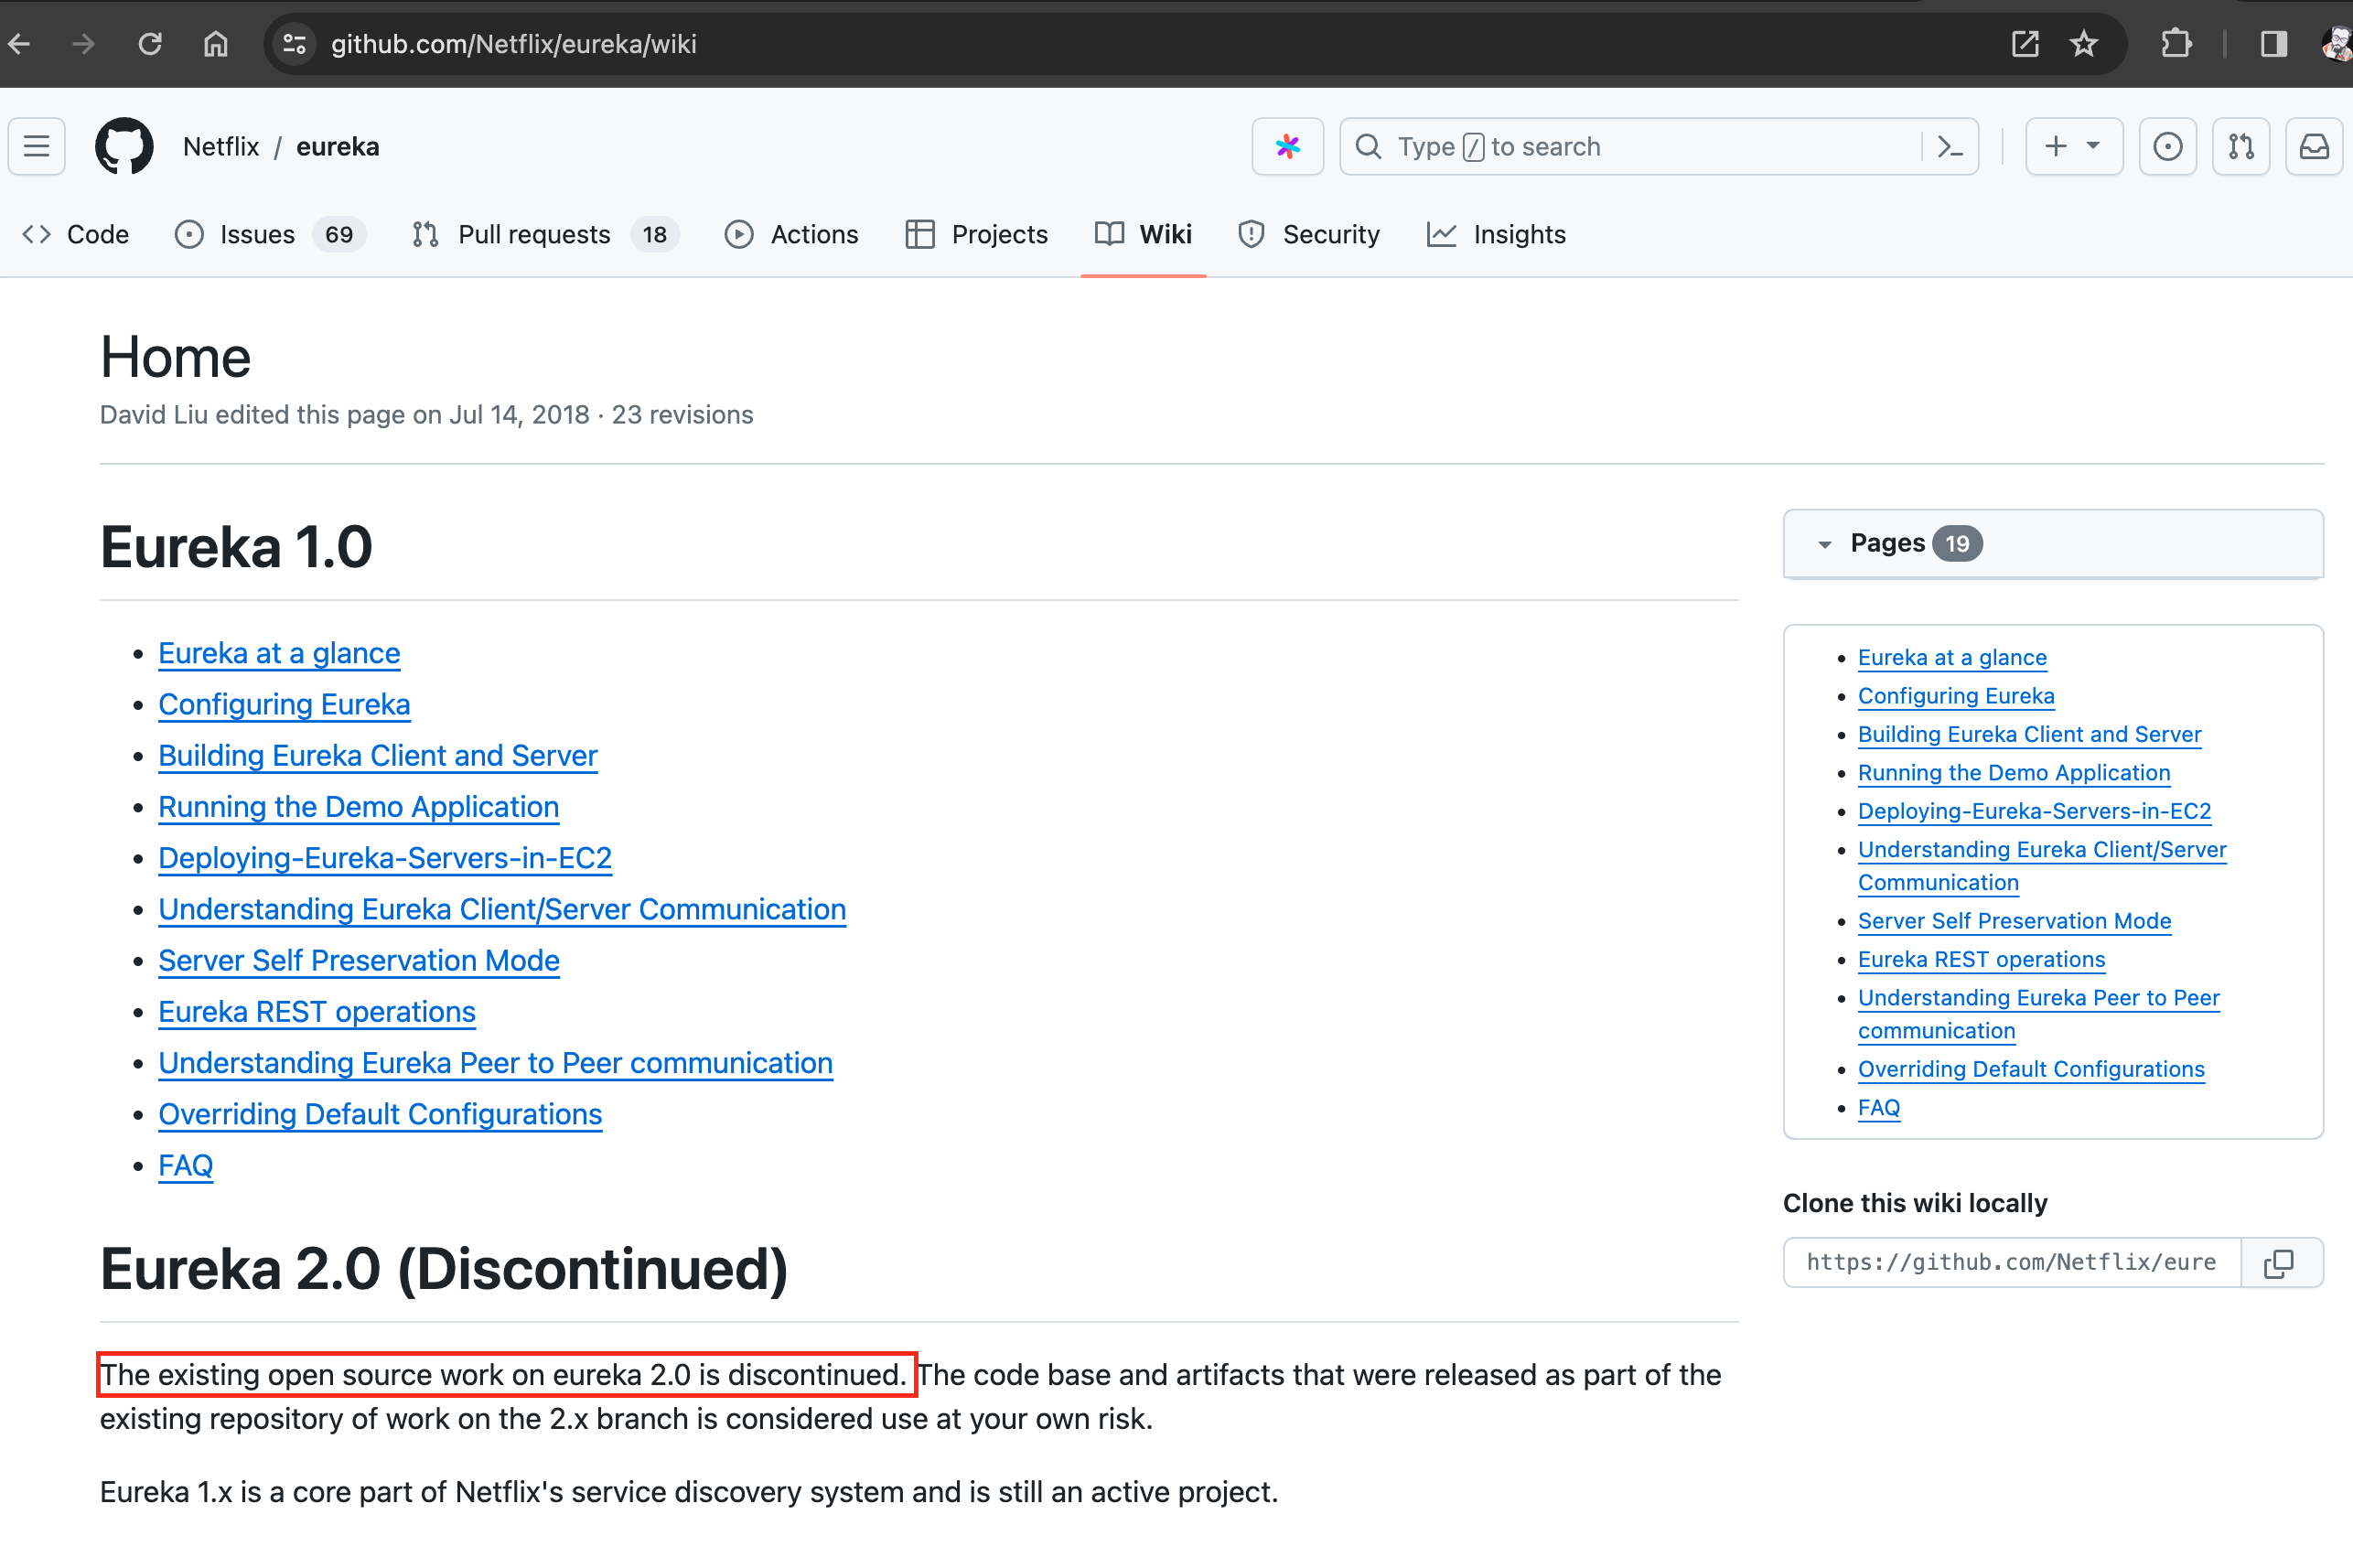 github.com/Netflix/eureka/wiki
Netflix / eureka
Type / to search
Code
Issues 69
Pull requests 18
Actions
Projects
Wiki
Security
Insights
Home
David Liu edited this page on Jul 14, 2018 · 23 revisions
Eureka 1.0
• Eureka at a glance
• Configuring Eureka
• Building Eureka Client and Server
• Running the Demo Application
• Deploying-Eureka-Servers-in-EC2
• Understanding Eureka Client/Server Communication
• Server Self Preservation Mode
• Eureka REST operations
• Understanding Eureka Peer to Peer communication
• Overriding Default Configurations
• FAQ
Eureka 2.0 (Discontinued)
The existing open source work on eureka 2.0 is discontinued. The code base and artifacts that were released as part of the
existing repository of work on the 2.x branch is considered use at your own risk.
Eureka 1.x is a core part of Netflix's service discovery system and is still an active project.
Pages 19
• Eureka at a glance
• Configuring Eureka
• Building Eureka Client and Server
• Running the Demo Application
• Deploying-Eureka-Servers-in-EC2
• Understanding Eureka Client/Server
Communication
• Server Self Preservation Mode
• Eureka REST operations
• Understanding Eureka Peer to Peer
communication
• Overriding Default Configurations
• FAQ
Clone this wiki locally
https://github.com/Netflix/eure